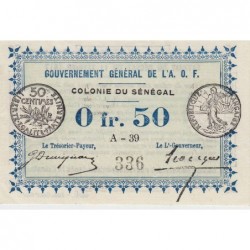 GOUVERNEMENT GÉNÉRAL DE L'A. O. F.
COLONIE DU SÉNÉGAL
50
CENTIMES
0 fr. 50
A - 39
Le Trésorier-Payeur,
Le Lt.-Gouverneur,
336